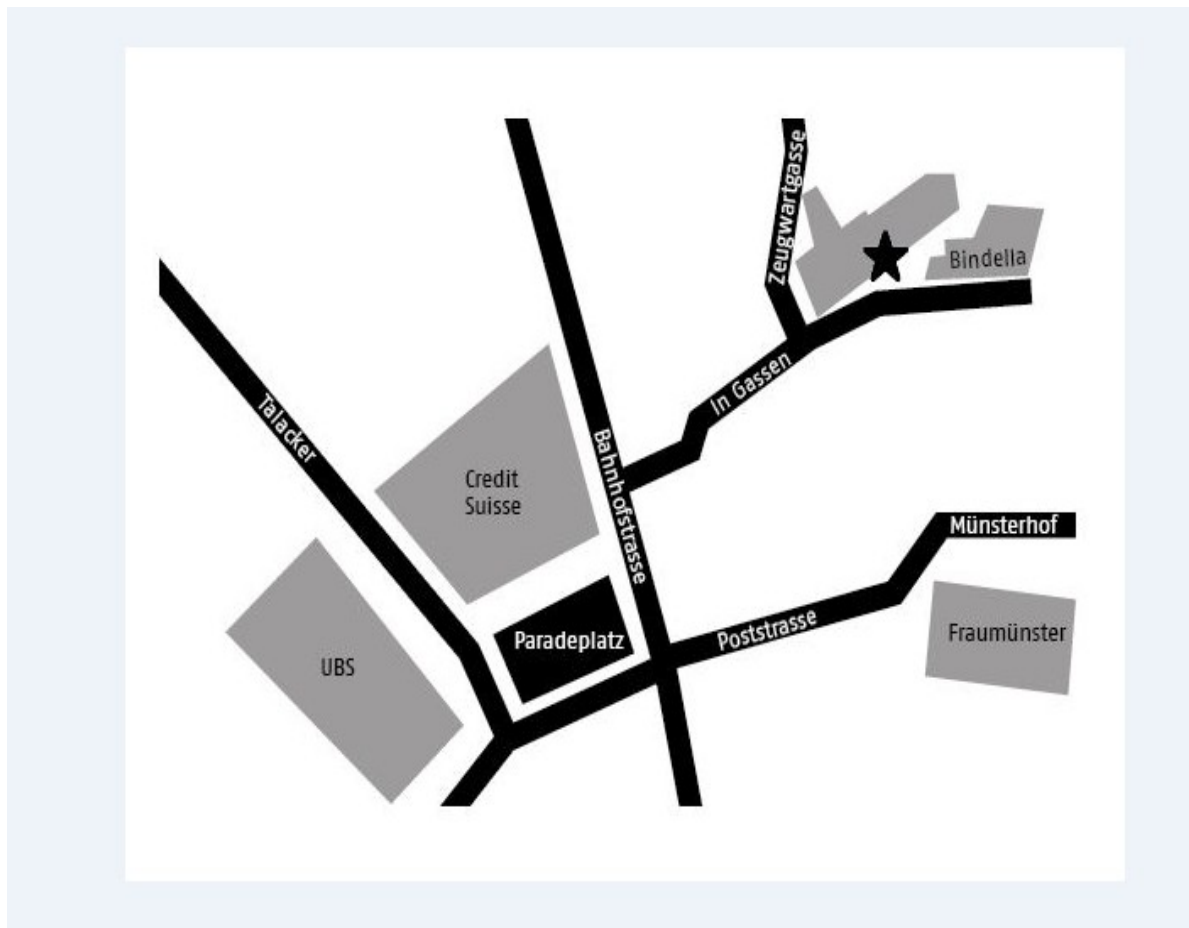 Zeugwartgasse
Bindella
In Gassen
Talacker
Bahnhofstrasse
Credit
Suisse
Münsterhof
Poststrasse
Fraumünster
Paradeplatz
UBS